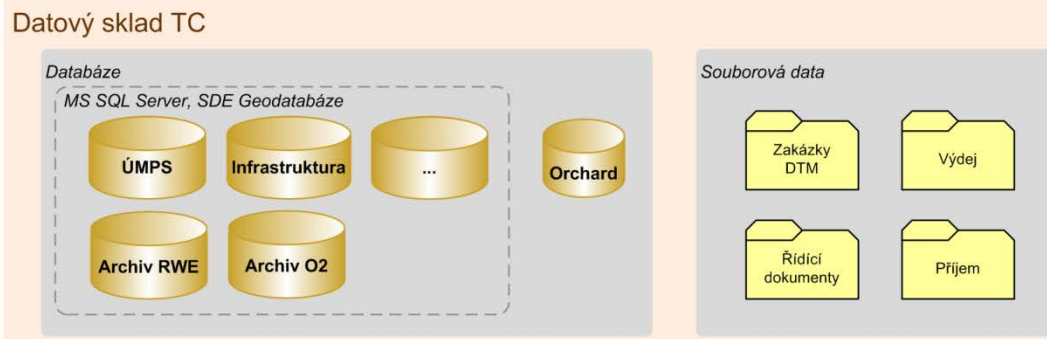 Datový sklad TC
Databáze
MS SQL Server, SDE Geodatabáze
ÚMPS
Infrastruktura
...
Orchard
Archiv RWE
Archiv O2
Souborová data
Zakázky
DTM
Výdej
Řídící
dokumenty
Příjem